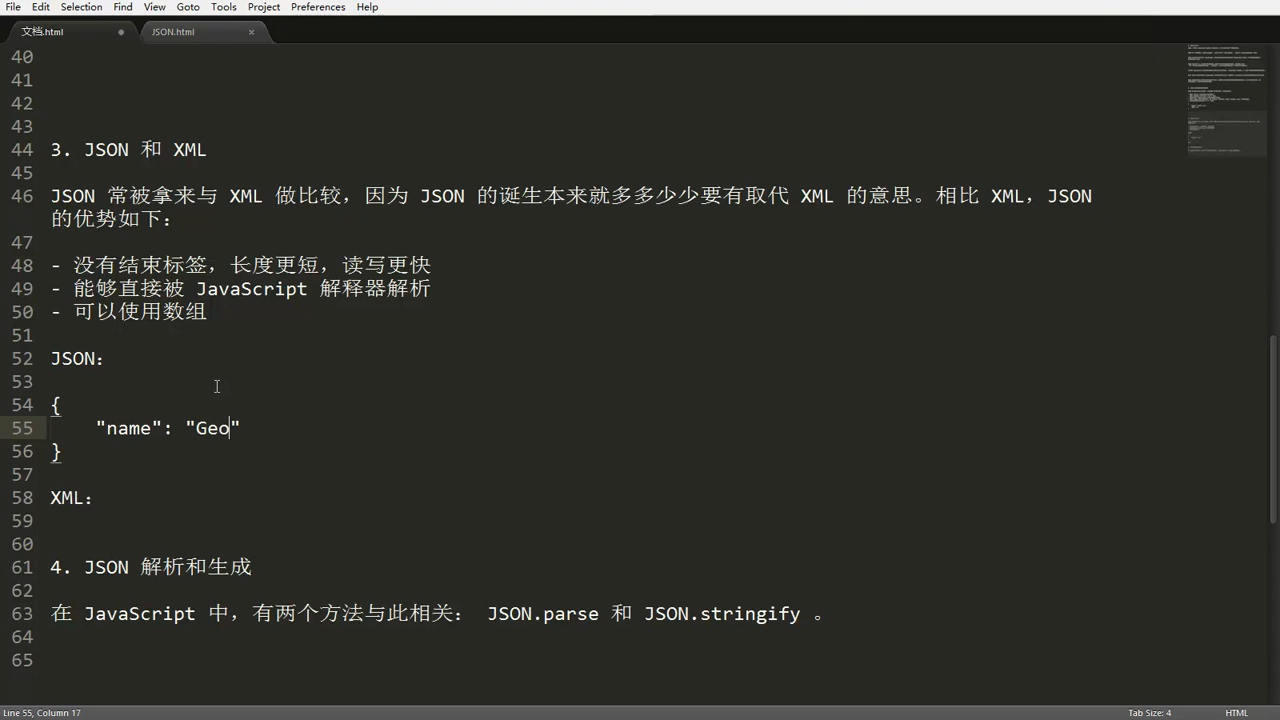 File Edit Selection Find View Goto Tools Project Preferences Help
文档.html JSON.html
40
41
42
43
44 3. JSON 和 XML
45
46 JSON 常被拿来与 XML 做比较，因为 JSON 的诞生本来就多多少少要有取代 XML 的意思。相比 XML，JSON
的优势如下：
47
48 - 没有结束标签，长度更短，读写更快
49 - 能够直接被 JavaScript 解释器解析
50 - 可以使用数组
51
52 JSON：
53
54 {
55 "name": "Geo"
56 }
57
58 XML：
59
60
61 4. JSON 解析和生成
62
63 在 JavaScript 中，有两个方法与此相关： JSON.parse 和 JSON.stringify 。
64
65
Line 55, Column 17 Tab Size: 4 HTML